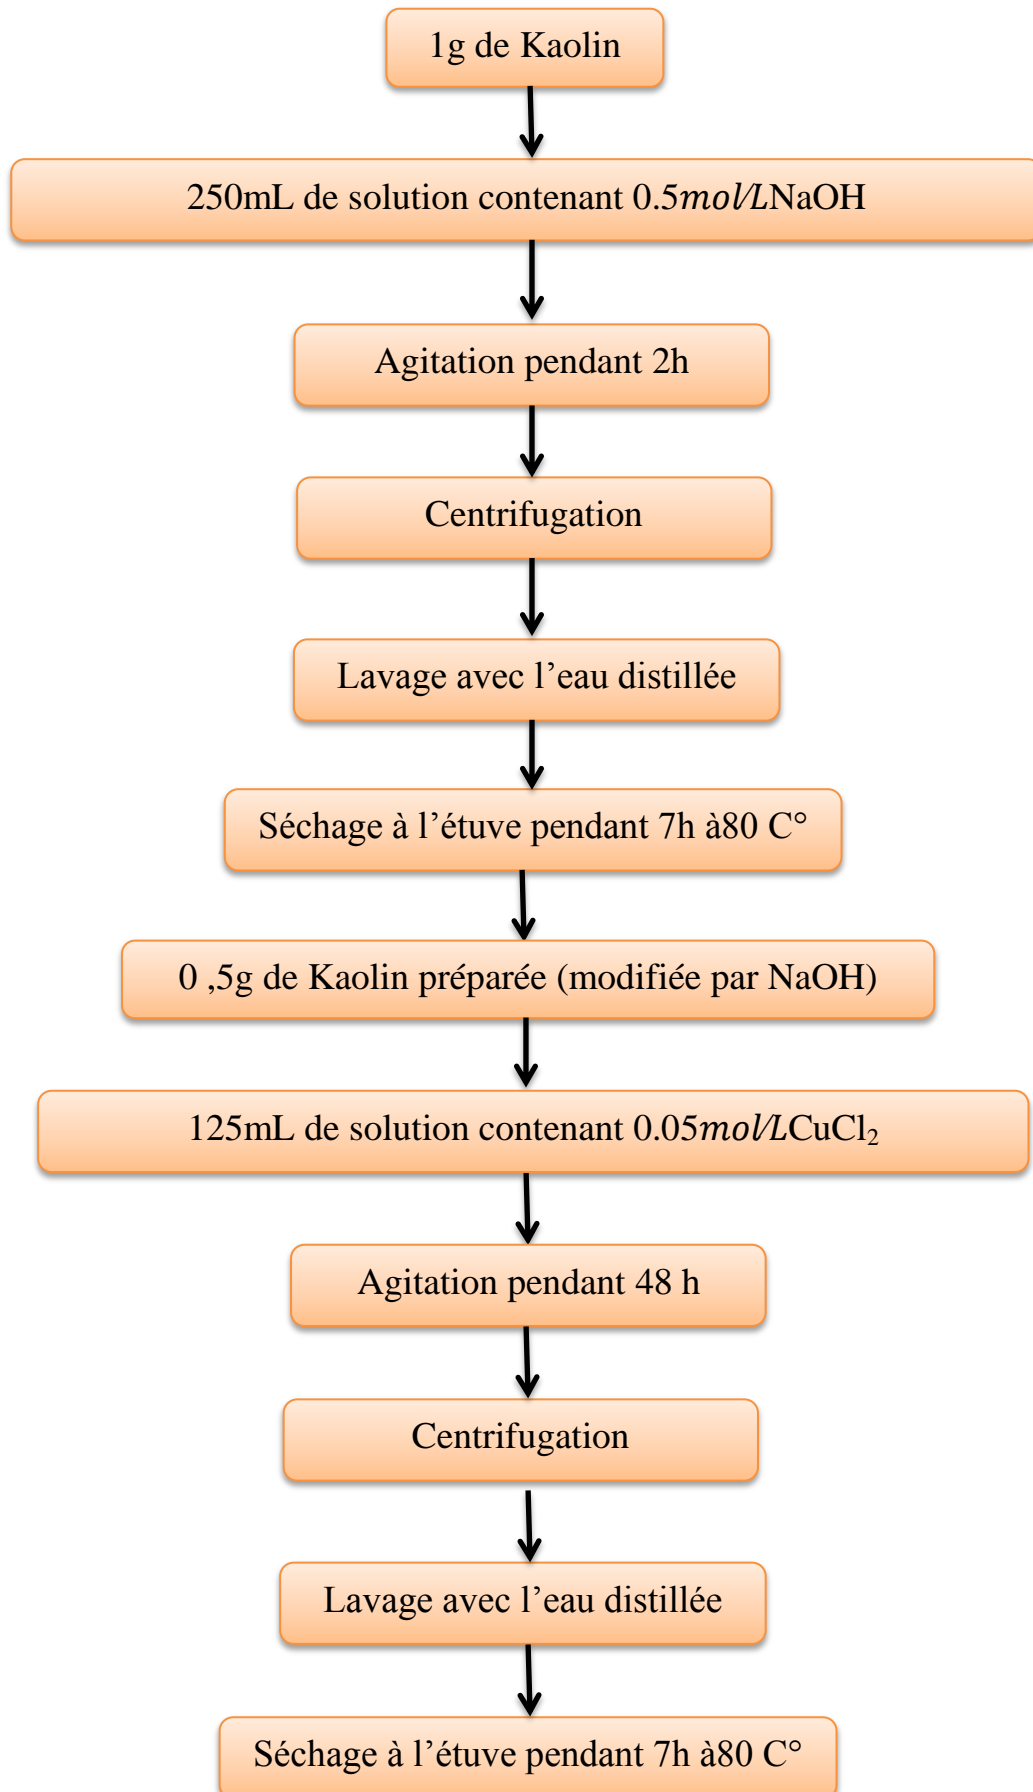 1g de Kaolin
250mL de solution contenant 0.5mol/LNaOH
Agitation pendant 2h
Centrifugation
Lavage avec l’eau distillée
Séchage à l’étuve pendant 7h à80 C°
0 ,5g de Kaolin préparée (modifiée par NaOH)
125mL de solution contenant 0.05mol/LCuCl₂
Agitation pendant 48 h
Centrifugation
Lavage avec l’eau distillée
Séchage à l’étuve pendant 7h à80 C°